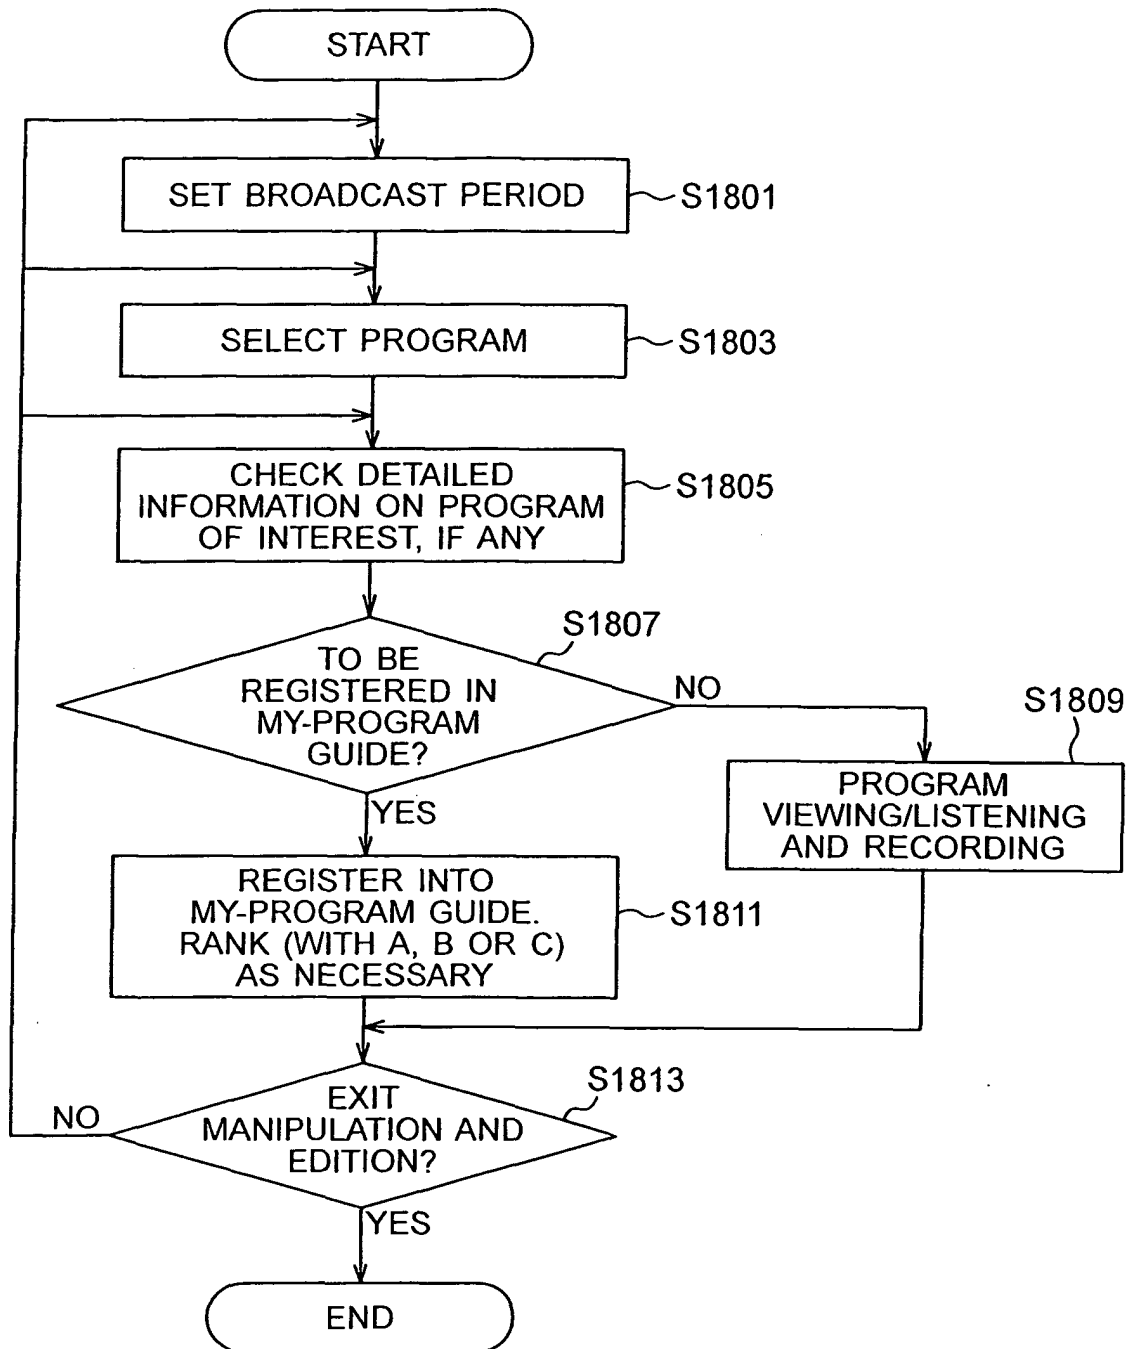 START
SET BROADCAST PERIOD
S1801
SELECT PROGRAM
S1803
CHECK DETAILED
INFORMATION ON PROGRAM
OF INTEREST, IF ANY
S1805
S1807
TO BE
REGISTERED IN
MY-PROGRAM
GUIDE?
NO
YES
S1809
PROGRAM
VIEWING/LISTENING
AND RECORDING
REGISTER INTO
MY-PROGRAM GUIDE.
RANK (WITH A, B OR C)
AS NECESSARY
S1811
S1813
EXIT
MANIPULATION AND
EDITION?
NO
YES
END